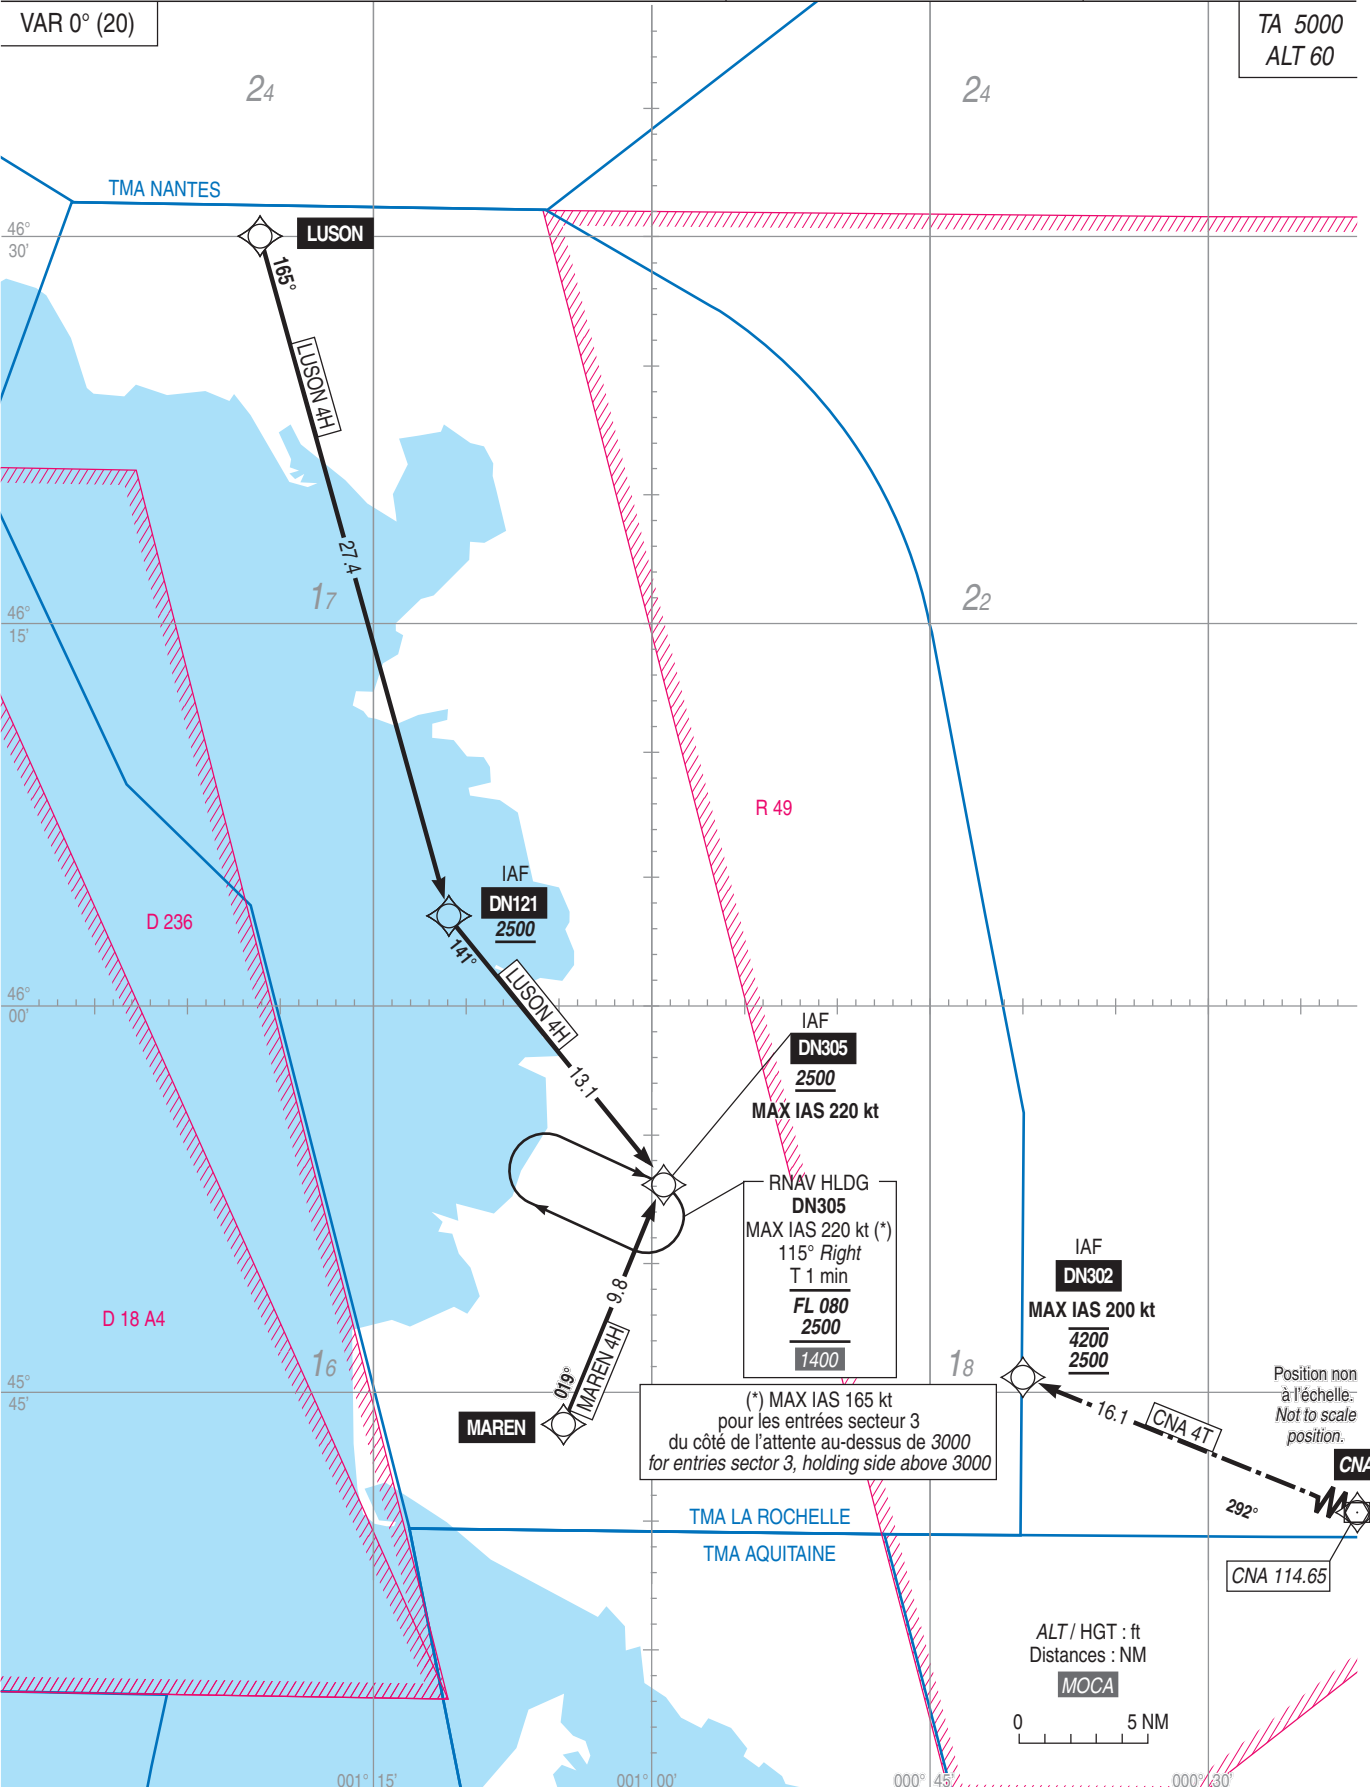 VAR 0° (20)
TA 5000
ALT 60
24
24
TMA NANTES
46°
30'
LUSON
165°
LUSON 4H
27.4
17
22
46°
15'
R 49
IAF
DN121
2500
D 236
141°
LUSON 4H
46°
00'
13.1
IAF
DN305
2500
MAX IAS 220 kt
RNAV HLDG
DN305
MAX IAS 220 kt (*)
115° Right
T 1 min
FL 080
2500
1400
IAF
DN302
MAX IAS 200 kt
4200
2500
9.8
MAREN 4H
019°
D 18 A4
16
18
45°
45'
MAREN
(*) MAX IAS 165 kt
pour les entrées secteur 3
du côté de l'attente au-dessus de 3000
for entries sector 3, holding side above 3000
Position non
à l'échelle.
Not to scale
position.
16.1
CNA 4T
CNA
292°
TMA LA ROCHELLE
TMA AQUITAINE
CNA 114.65
ALT / HGT : ft
Distances : NM
MOCA
0 5 NM
001° 15'
001° 00'
000° 45'
000° 30'